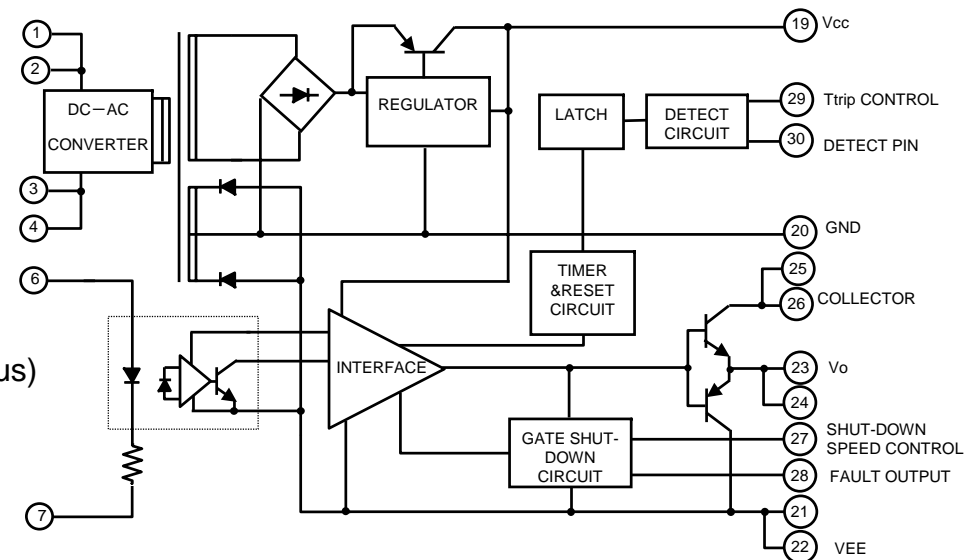 1
2
DC－AC
CONVERTER
3
4
6
7
us)
REGULATOR
LATCH
DETECT
CIRCUIT
TIMER
&RESET
CIRCUIT
INTERFACE
GATE SHUT-
DOWN
CIRCUIT
19 Vcc
29 Ttrip CONTROL
30 DETECT PIN
20 GND
25
26 COLLECTOR
23 Vo
24
27 SHUT-DOWN
SPEED CONTROL
28 FAULT OUTPUT
21
22 VEE